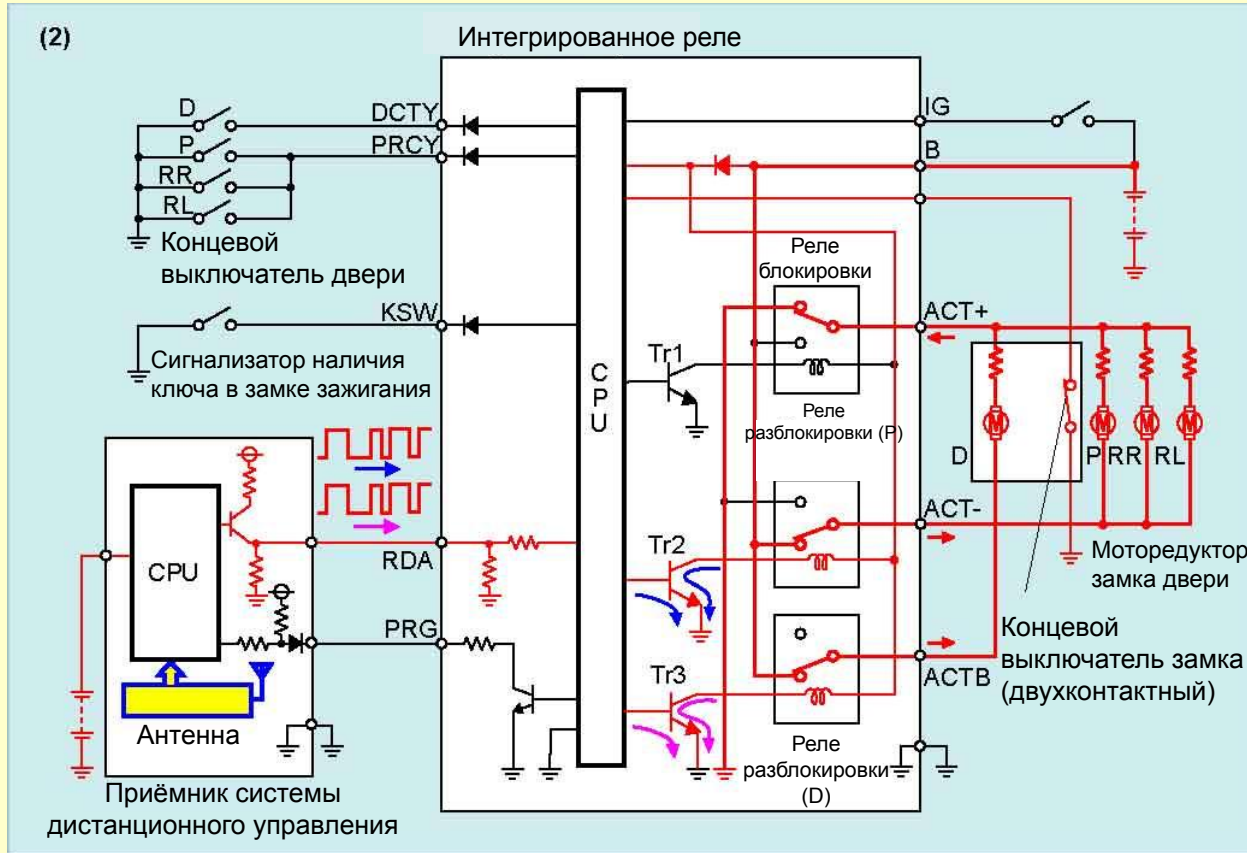 (2)
Интегрированное реле
D
DCTY
P
PRCY
RR
RL
Концевой
выключатель двери
KSW
Сигнализатор наличия
ключа в замке зажигания
IG
B
CPU
Реле
блокировки
ACT+
Tr1
Реле
разблокировки (P)
M
M
M
M
D
P
RR
RL
ACT-
Tr2
Моторедуктор
замка двери
RDA
CPU
PRG
Антенна
Приёмник системы
дистанционного управления
Tr3
ACTB
Концевой
выключатель замка
(двухконтактный)
Реле
разблокировки
(D)